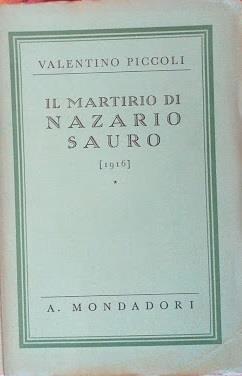 VALENTINO PICCOLI
IL MARTIRIO DI
NAZARIO
SAURO
[1916]
*
A. MONDADORI